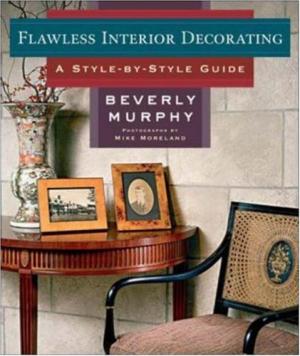 FLAWLESS INTERIOR DECORATING
A STYLE-BY-STYLE GUIDE
BEVERLY
MURPHY
PHOTOGRAPHS BY
MIKE MORELAND